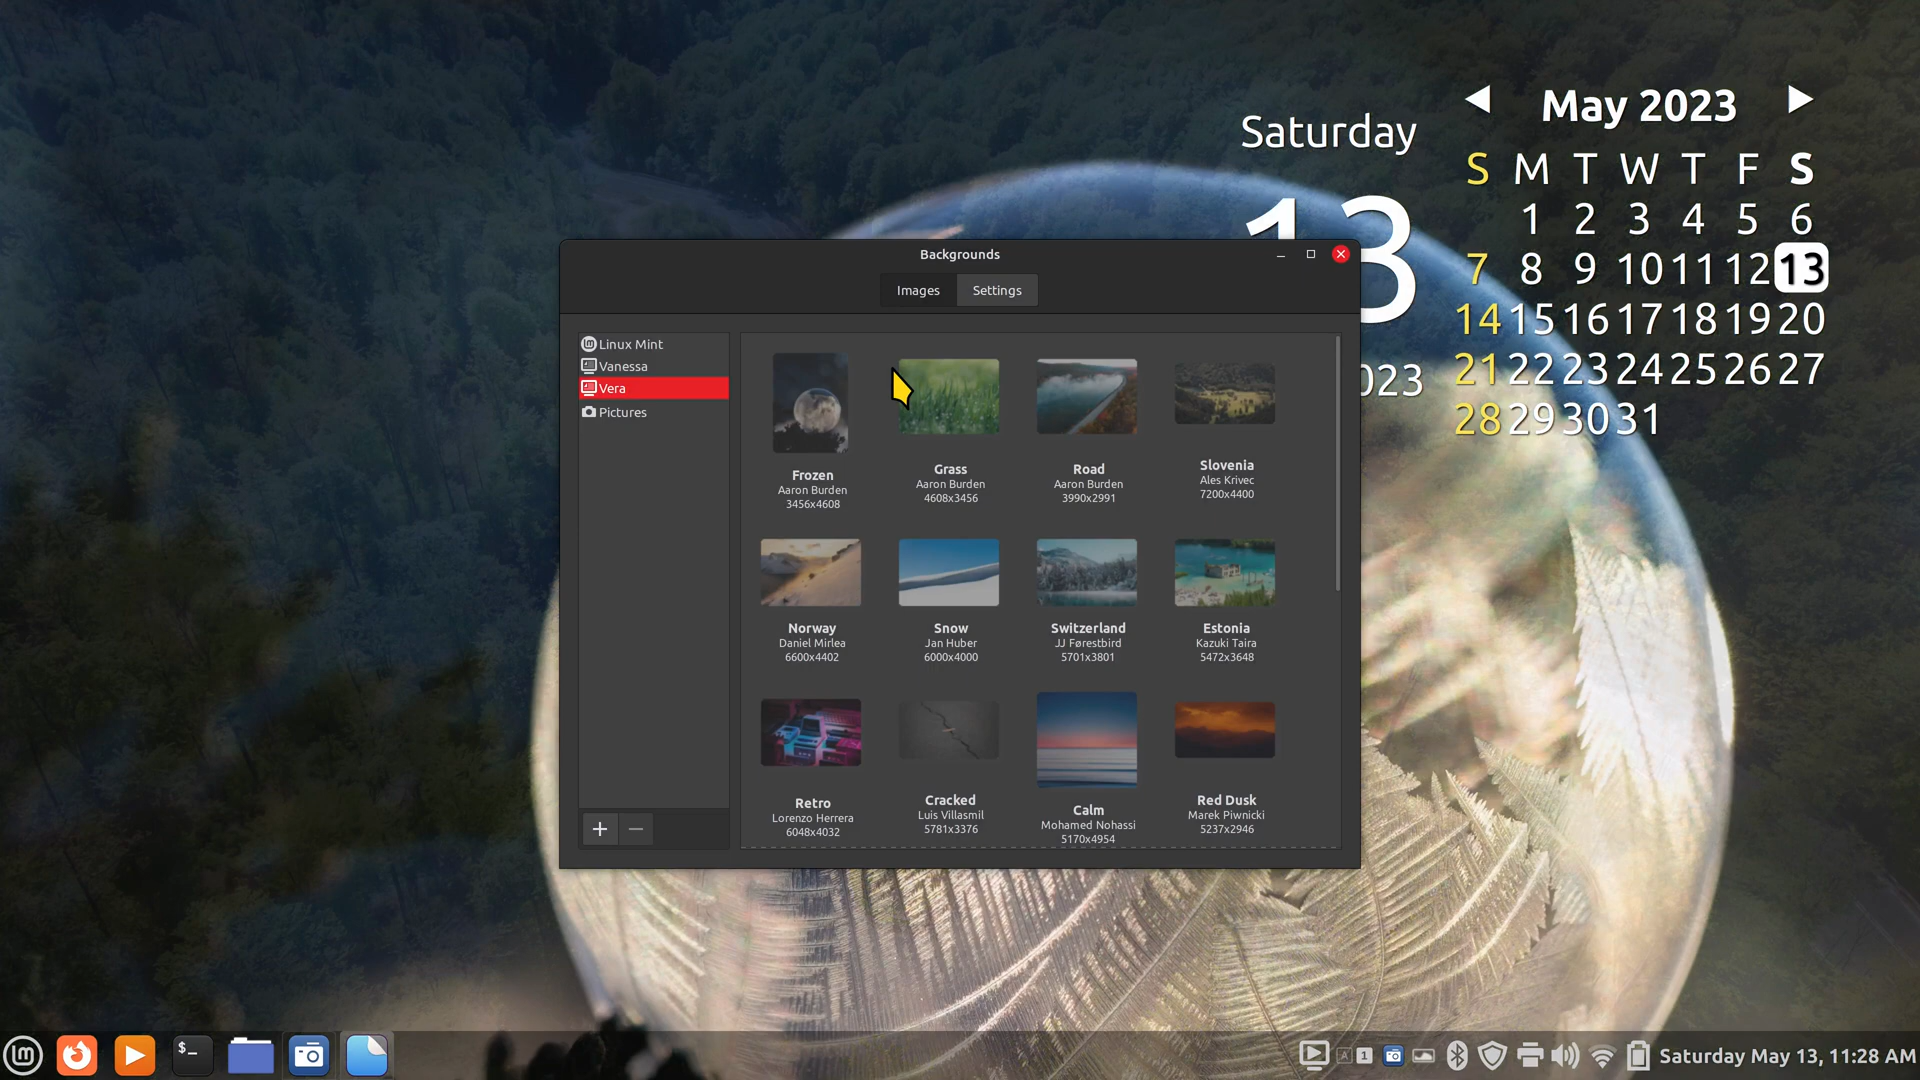 Saturday
13
023
May 2023
S M T W T F S
1 2 3 4 5 6
7 8 9 10 11 12 13
14 15 16 17 18 19 20
21 22 23 24 25 26 27
28 29 30 31
Backgrounds
Images Settings
Linux Mint
Vanessa
Vera
Pictures
Frozen
Aaron Burden
3456x4608
Grass
Aaron Burden
4608x3456
Road
Aaron Burden
3990x2991
Slovenia
Ales Krivec
7200x4400
Norway
Daniel Mirlea
6600x4402
Snow
Jan Huber
6000x4000
Switzerland
JJ Førestbird
5701x3801
Estonia
Kazuki Taira
5472x3648
Retro
Lorenzo Herrera
6048x4032
Cracked
Luis Villasmil
5781x3376
Calm
Mohamed Nohassi
5170x4954
Red Dusk
Marek Piwnicki
5237x2946
$_
A 1
Saturday May 13, 11:28 AM